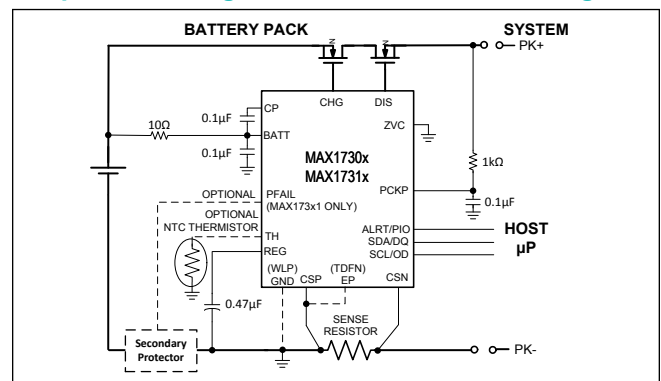 BATTERY PACK
SYSTEM
N
N
PK+
CHG
DIS
CP
0.1µF
ZVC
10Ω
BATT
0.1µF
MAX1730x
MAX1731x
1kΩ
OPTIONAL
PFAIL
(MAX173x1 ONLY)
PCKP
0.1µF
OPTIONAL
NTC THERMISTOR
TH
ALRT/PIO
HOST
SDA/DQ
µP
REG
SCL/OD
(WLP)
GND
CSP
(TDFN)
EP
CSN
0.47µF
SENSE
RESISTOR
Secondary
Protector
PK-